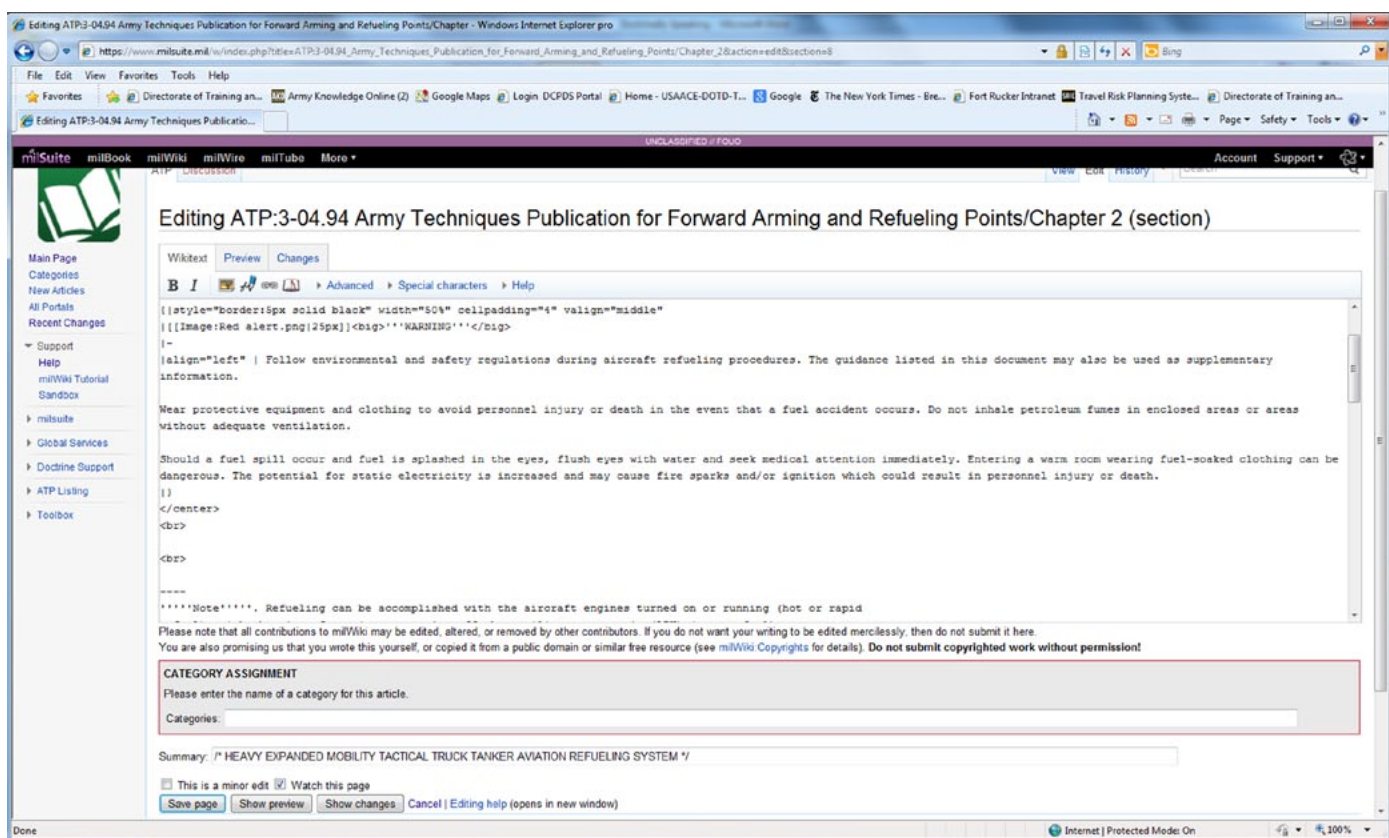 Editing ATP:3-04.94 Army Techniques Publication for Forward Arming and Refueling Points/Chapter - Windows Internet Explorer pro
https://www.milsuite.mil/w/index.php?title=ATP:3-04.94_Army_Techniques_Publication_for_Forward_Arming_and_Refueling_Points/Chapter_2&action=edit&section=8
Bing
File Edit View Favorites Tools Help
Favorites Directorate of Training an... Army Knowledge Online (2) Google Maps Login DCPDS Portal Home - USAACE-DOTD-T... Google The New York Times - Bre... Fort Rucker Intranet Travel Risk Planning Syste... Directorate of Training an...
Editing ATP:3-04.94 Army Techniques Publicatio... Page Safety Tools
UNCLASSIFIED // FOUO
milSuite milBook milWiki milWire milTube More Account Support
ATP Discussion View Edit History Search
Editing ATP:3-04.94 Army Techniques Publication for Forward Arming and Refueling Points/Chapter 2 (section)
Main Page
Categories
New Articles
All Portals
Recent Changes
Support
Help
milWiki Tutorial
Sandbox
milsuite
Global Services
Doctrine Support
ATP Listing
Toolbox
Wikitext Preview Changes
B I Advanced Special characters Help
{|style="border:5px solid black" width="50%" cellpadding="4" valign="middle"
|[[Image:Red alert.png|25px]]<big>'''WARNING'''</big>
|-
|align="left" | Follow environmental and safety regulations during aircraft refueling procedures. The guidance listed in this document may also be used as supplementary
information.
Wear protective equipment and clothing to avoid personnel injury or death in the event that a fuel accident occurs. Do not inhale petroleum fumes in enclosed areas or areas
without adequate ventilation.
Should a fuel spill occur and fuel is splashed in the eyes, flush eyes with water and seek medical attention immediately. Entering a warm room wearing fuel-soaked clothing can be
dangerous. The potential for static electricity is increased and may cause fire sparks and/or ignition which could result in personnel injury or death.
|}
</center>
<br>
<br>
----
'''''Note'''''. Refueling can be accomplished with the aircraft engines turned on or running (hot or rapid
Please note that all contributions to milWiki may be edited, altered, or removed by other contributors. If you do not want your writing to be edited mercilessly, then do not submit it here.
You are also promising us that you wrote this yourself, or copied it from a public domain or similar free resource (see milWiki:Copyrights for details). Do not submit copyrighted work without permission!
CATEGORY ASSIGNMENT
Please enter the name of a category for this article.
Categories:
Summary: /* HEAVY EXPANDED MOBILITY TACTICAL TRUCK TANKER AVIATION REFUELING SYSTEM */
This is a minor edit Watch this page
Save page Show preview Show changes Cancel | Editing help (opens in new window)
Done Internet | Protected Mode: On 100%